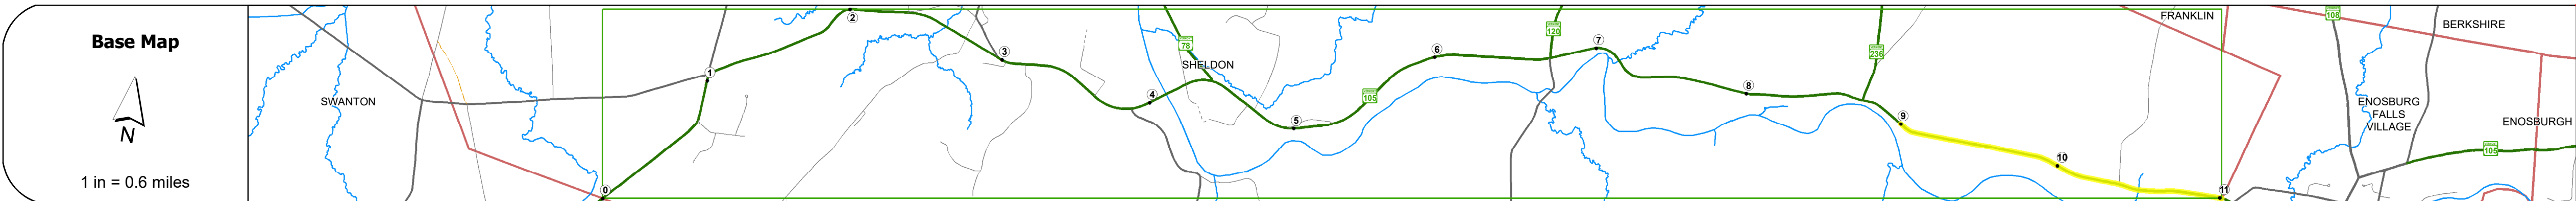 Base Map
N
1 in = 0.6 miles
SWANTON
0
1
2
3
78
SHELDON
4
5
105
6
120
7
8
236
9
10
11
FRANKLIN
108
BERKSHIRE
ENOSBURG
FALLS
VILLAGE
ENOSBURGH
105